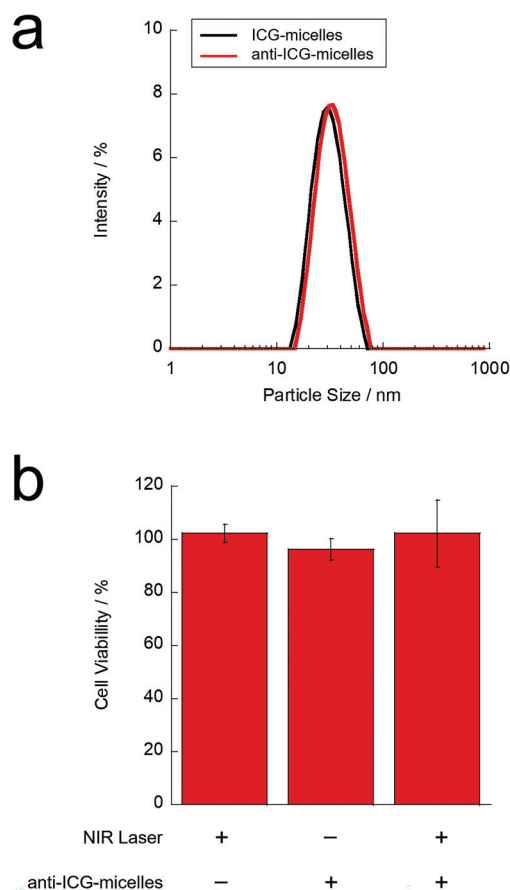 a
ICG-micelles
anti-ICG-micelles
10
8
6
4
2
0
Intensity / %
1 10 100 1000
Particle Size / nm
b
120
100
80
60
40
20
0
Cell Viabillity / %
NIR Laser + − +
anti-ICG-micelles − + +